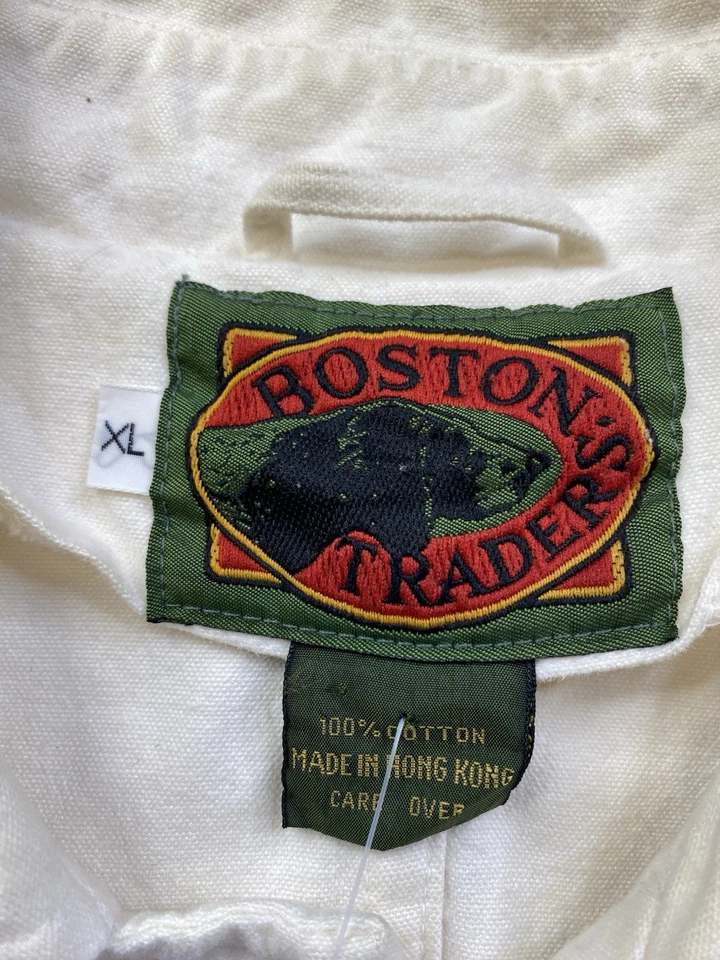 BOSTON'S
TRADERS
XL
100% COTTON
MADE IN HONG KONG
CARE OVER